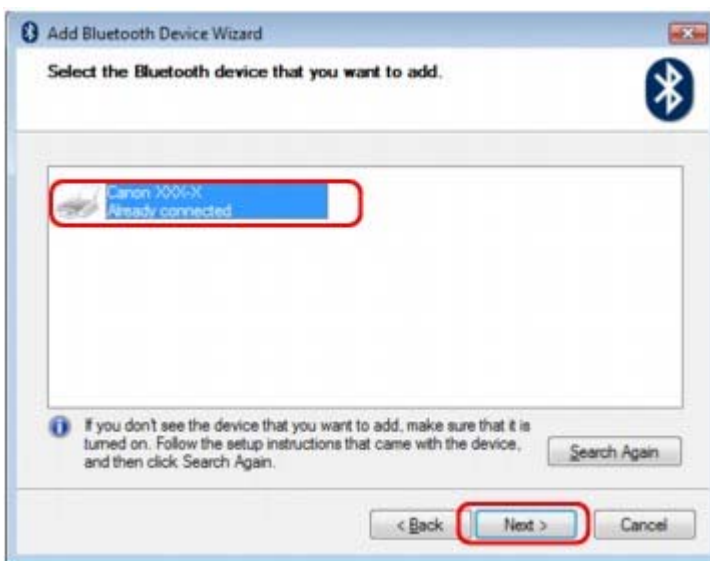 Add Bluetooth Device Wizard
Select the Bluetooth device that you want to add.
Canon XXX-X
Already connected
If you don't see the device that you want to add, make sure that it is
turned on. Follow the setup instructions that came with the device,
and then click Search Again.
Search Again
< Back
Next >
Cancel